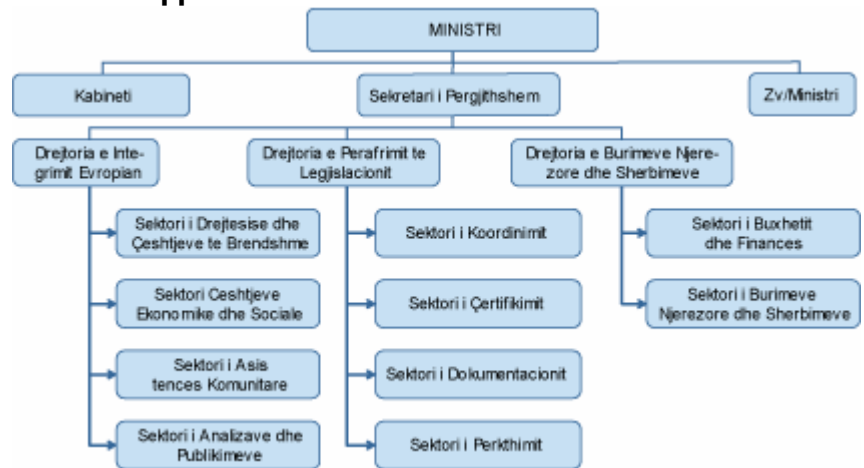 MINISTRI
Kabineti
Sekretari i Pergjithshem
Zv/Ministri
Drejtoria e Inte-
grimit Evropian
Drejtoria e Perafrimit te
Legjislacionit
Drejtoria e Burimeve Njere-
zore dhe Sherbimeve
Sektori i Drejtesise dhe
Çeshtjeve te Brendshme
Sektori Ceshtjeve
Ekonomike dhe Sociale
Sektori i Asis
tences Komunitare
Sektori i Analizave dhe
Publikimeve
Sektori i Koordinimit
Sektori i Çertifikimit
Sektori i Dokumentacionit
Sektori i Perkthimit
Sektori i Buxhetit
dhe Finances
Sektori i Burimeve
Njerezore dhe Sherbimeve